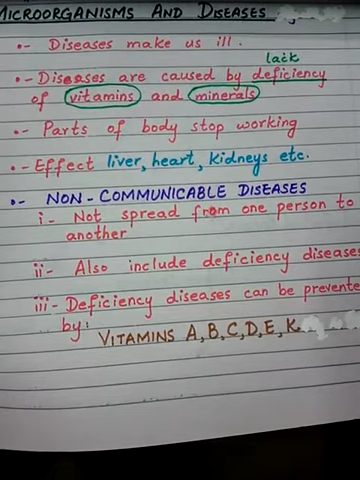 MICROORGANISMS AND DISEASES
•- Diseases make us ill.
lack
•- Diseases are caused by deficiency
of vitamins and minerals
•- Parts of body stop working
•- Effect liver, heart, kidneys etc.
•- NON-COMMUNICABLE DISEASES
i- Not spread from one person to
another
ii- Also include deficiency diseases
iii- Deficiency diseases can be prevente
by:
VITAMINS A, B, C, D, E, K